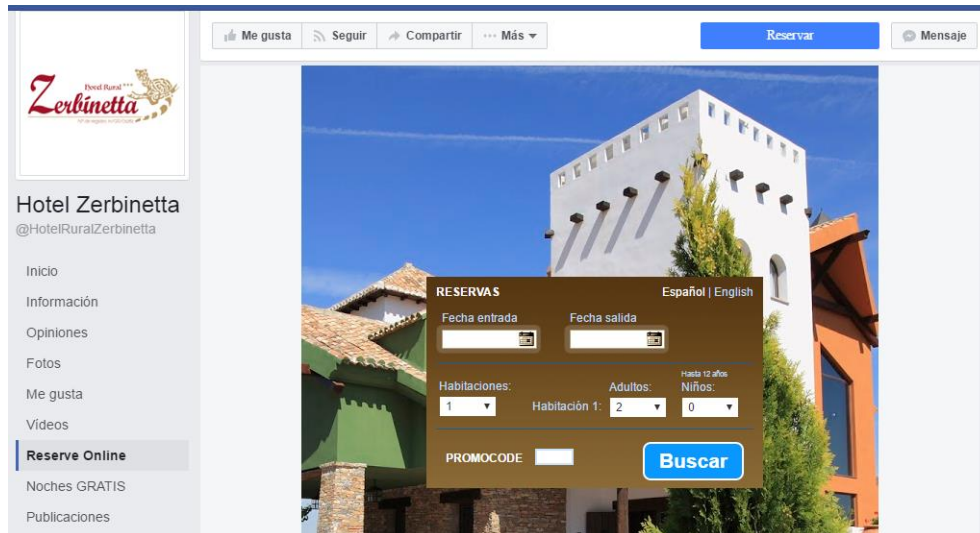 Me gusta
Seguir
Compartir
Más
Reservar
Mensaje
Hotel Rural ***
Zerbinetta
Hotel Zerbinetta
@HotelRuralZerbinetta
Inicio
Información
Opiniones
Fotos
Me gusta
Vídeos
Reserve Online
Noches GRATIS
Publicaciones
RESERVAS
Español | English
Fecha entrada
Fecha salida
Hasta 12 años
Habitaciones:
Adultos:
Niños:
1
Habitación 1:
2
0
PROMOCODE
Buscar